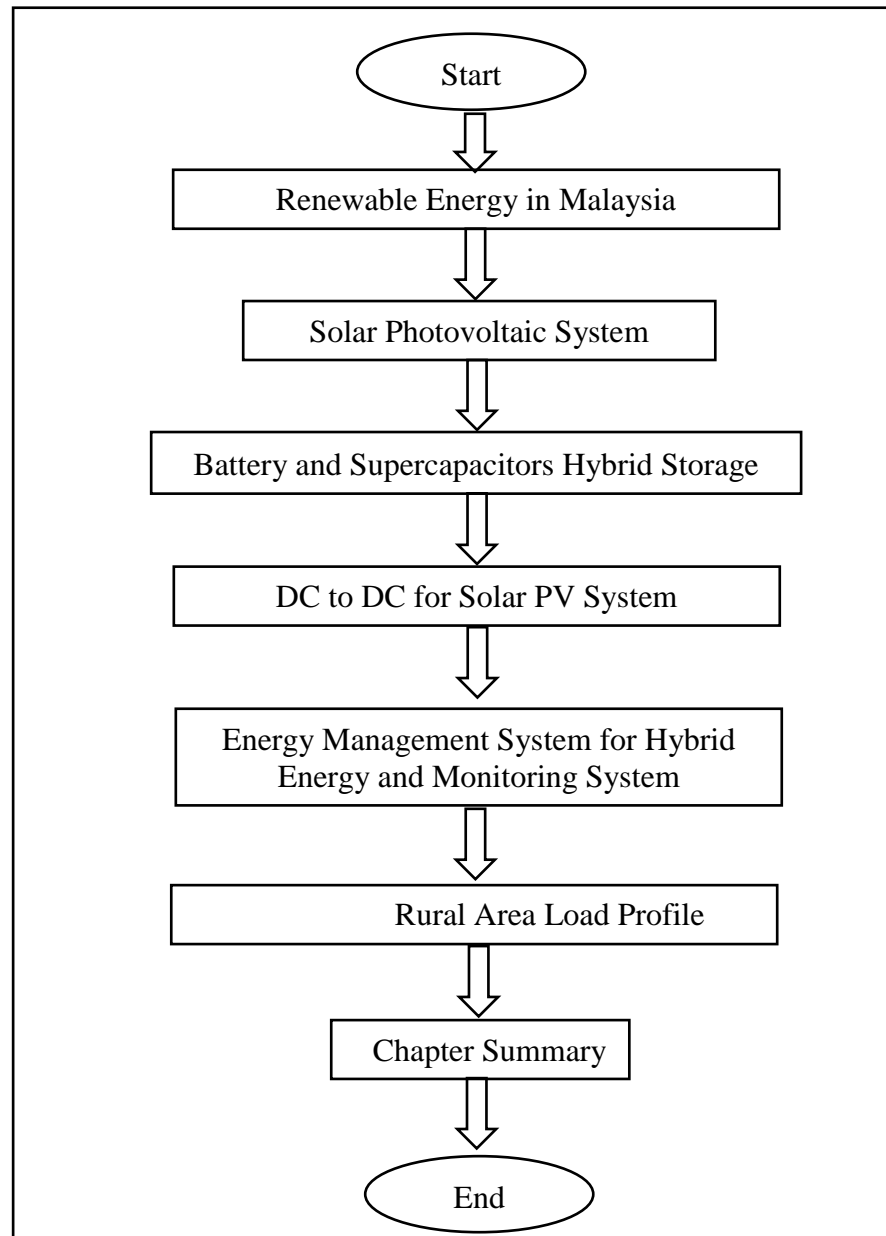 Start
Renewable Energy in Malaysia
Solar Photovoltaic System
Battery and Supercapacitors Hybrid Storage
DC to DC for Solar PV System
Energy Management System for Hybrid
Energy and Monitoring System
Rural Area Load Profile
Chapter Summary
End